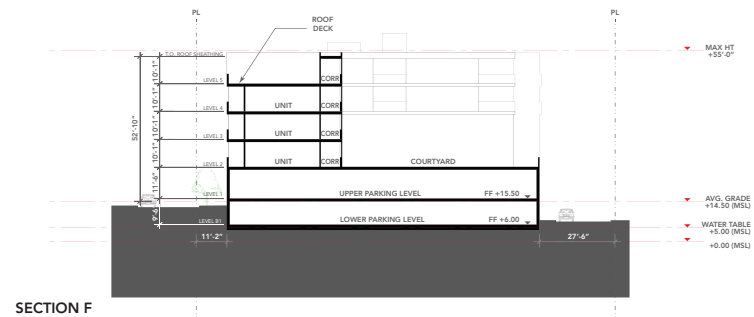 PL
PL
ROOF
DECK
MAX HT
+55'-0"
T.O. ROOF SHEATHING
10'-1"
CORR
LEVEL 5
10'-1"
UNIT
CORR
LEVEL 4
52'-10"
10'-1"
UNIT
CORR
LEVEL 3
10'-1"
UNIT
CORR
COURTYARD
LEVEL 2
11'-6"
UPPER PARKING LEVEL
FF +15.50
LEVEL 1
AVG. GRADE
+14.50 (MSL)
9'-6"
LOWER PARKING LEVEL
FF +6.00
LEVEL B1
WATER TABLE
+5.00 (MSL)
11'-2"
27'-6"
+0.00 (MSL)
SECTION F